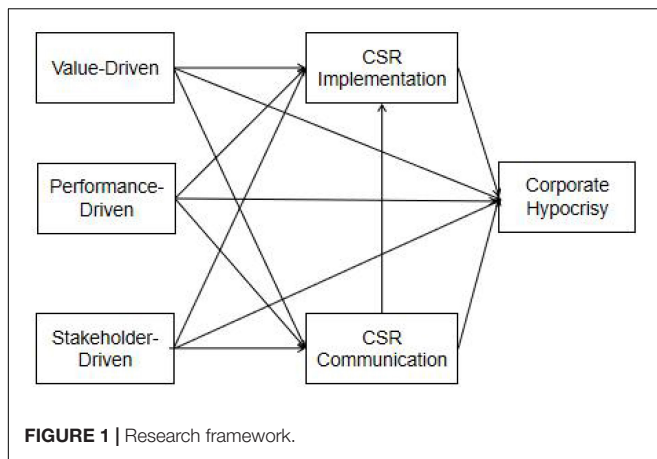 Value-Driven
CSR
Implementation
Performance-
Driven
Corporate
Hypocrisy
Stakeholder-
Driven
CSR
Communication
FIGURE 1 | Research framework.